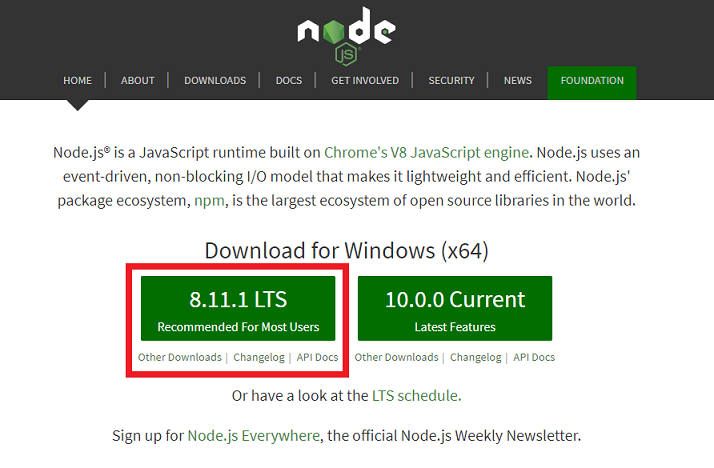 node
JS
HOME | ABOUT | DOWNLOADS | DOCS | GET INVOLVED | SECURITY | NEWS FOUNDATION
Node.js® is a JavaScript runtime built on Chrome's V8 JavaScript engine. Node.js uses an
event-driven, non-blocking I/O model that makes it lightweight and efficient. Node.js'
package ecosystem, npm, is the largest ecosystem of open source libraries in the world.
Download for Windows (x64)
8.11.1 LTS
Recommended For Most Users
10.0.0 Current
Latest Features
Other Downloads | Changelog | API Docs
Other Downloads | Changelog | API Docs
Or have a look at the LTS schedule.
Sign up for Node.js Everywhere, the official Node.js Weekly Newsletter.